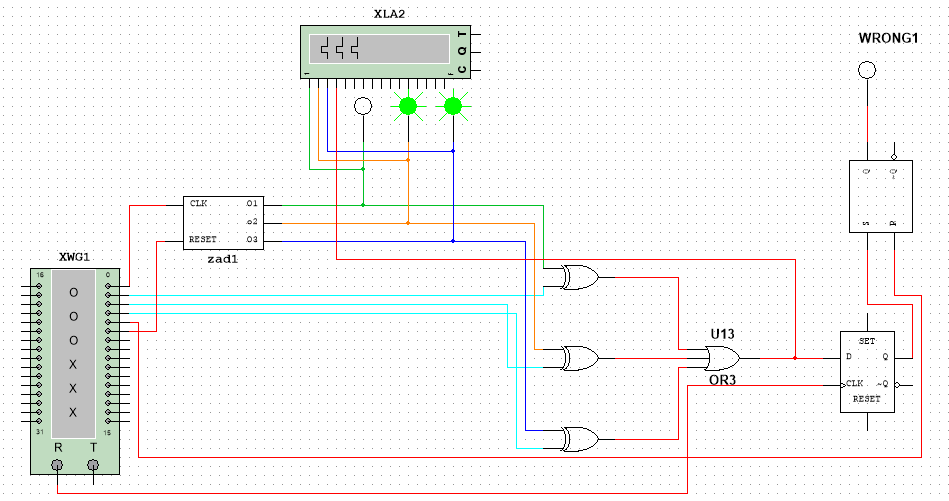 XLA2
T
Q
C
1
F
WRONG1
Q
Q
S
R
CLK
O1
o2
RESET
O3
zad1
XWG1
16
0
O
O
O
X
X
X
31
15
R
T
U13
OR3
SET
D
Q
CLK
~Q
RESET